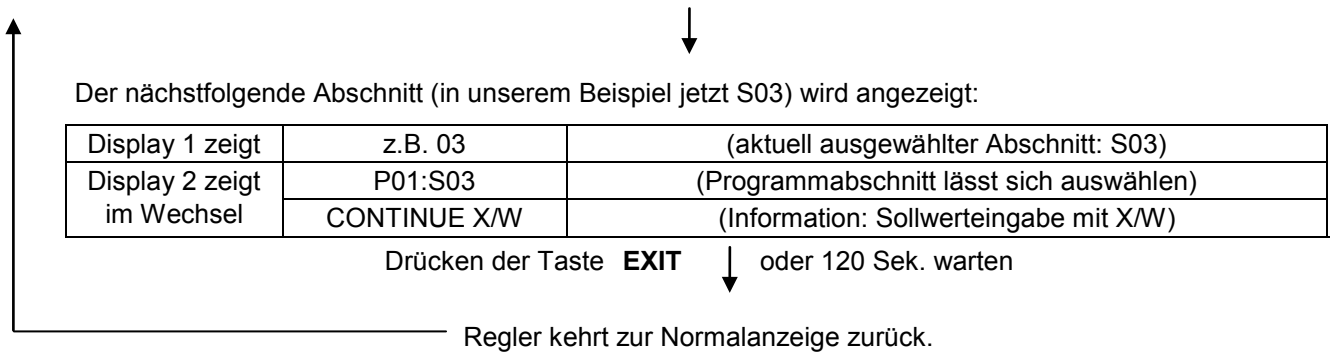 Der nächstfolgende Abschnitt (in unserem Beispiel jetzt S03) wird angezeigt:
Display 1 zeigt z.B. 03 (aktuell ausgewählter Abschnitt: S03)
Display 2 zeigt im Wechsel P01:S03 (Programmabschnitt lässt sich auswählen)
CONTINUE X/W (Information: Sollwerteingabe mit X/W)
Drücken der Taste EXIT oder 120 Sek. warten
Regler kehrt zur Normalanzeige zurück.